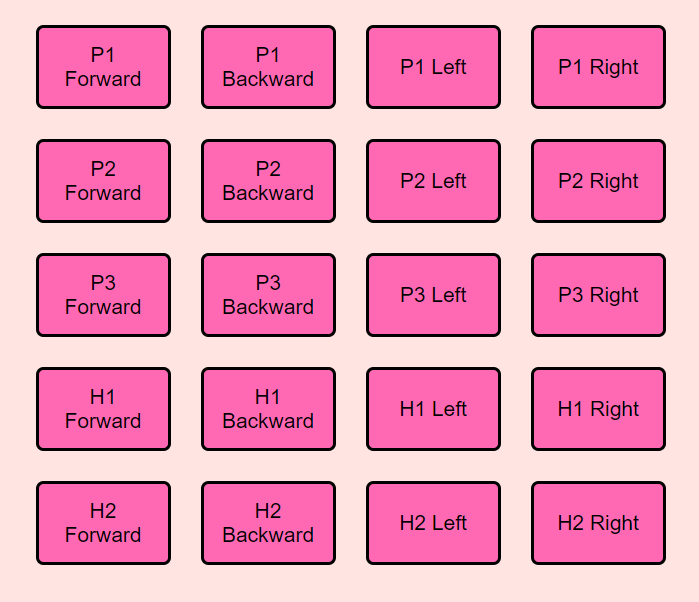 P1
Forward
P1
Backward
P1 Left
P1 Right
P2
Forward
P2
Backward
P2 Left
P2 Right
P3
Forward
P3
Backward
P3 Left
P3 Right
H1
Forward
H1
Backward
H1 Left
H1 Right
H2
Forward
H2
Backward
H2 Left
H2 Right